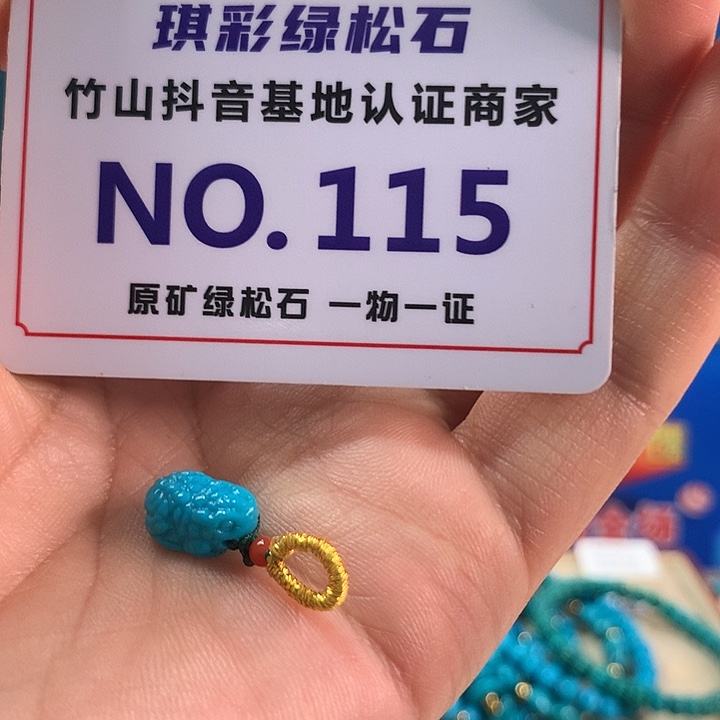 琪彩绿松石
竹山抖音基地认证商家
NO.115
原矿绿松石 一物一证